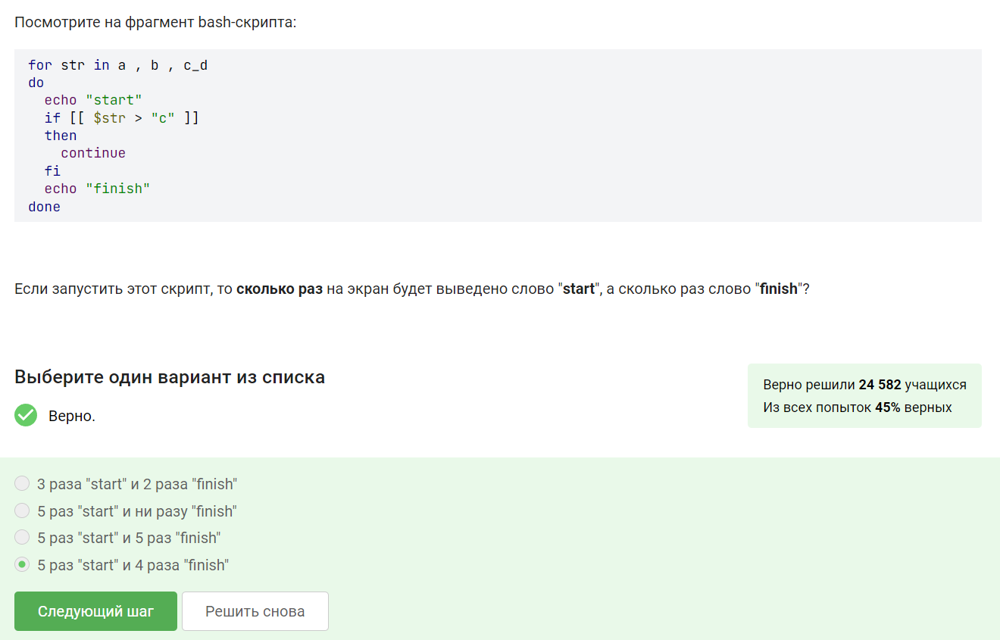 Посмотрите на фрагмент bash-скрипта:
for str in a , b , c_d
do
  echo "start"
  if [[ $str > "c" ]]
  then
    continue
  fi
  echo "finish"
done
Если запустить этот скрипт, то сколько раз на экран будет выведено слово "start", а сколько раз слово "finish"?
Выберите один вариант из списка
Верно.
Верно решили 24 582 учащихся
Из всех попыток 45% верных
3 раза "start" и 2 раза "finish"
5 раз "start" и ни разу "finish"
5 раз "start" и 5 раз "finish"
5 раз "start" и 4 раза "finish"
Следующий шаг
Решить снова